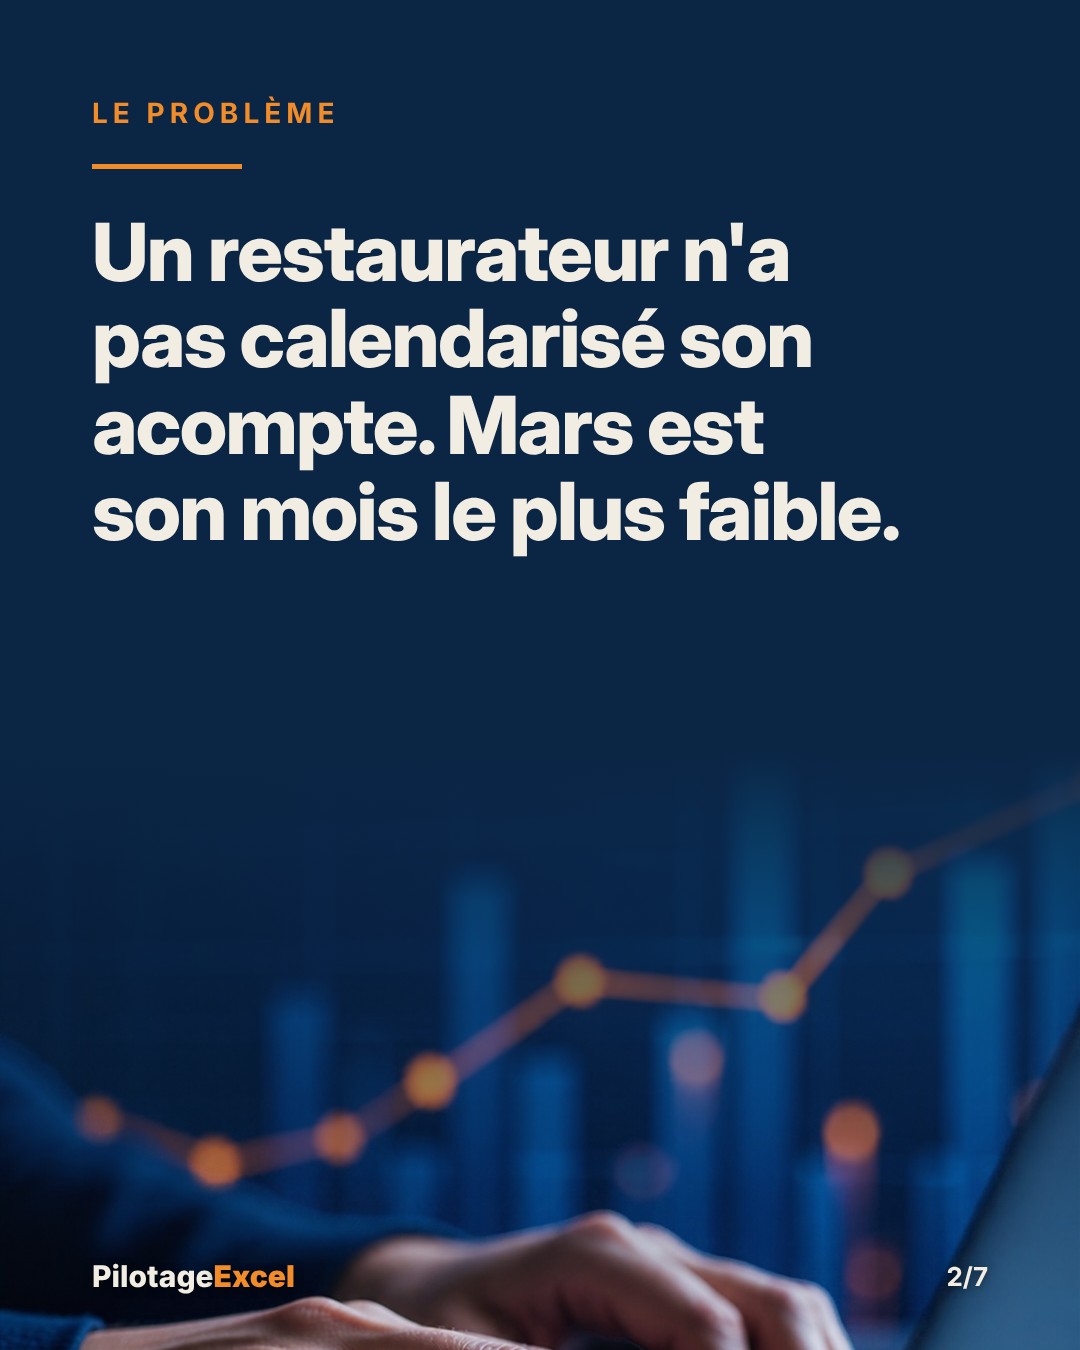 LE PROBLÈME
Un restaurateur n'a
pas calendarisé son
acompte. Mars est
son mois le plus faible.
PilotageExcel
2/7